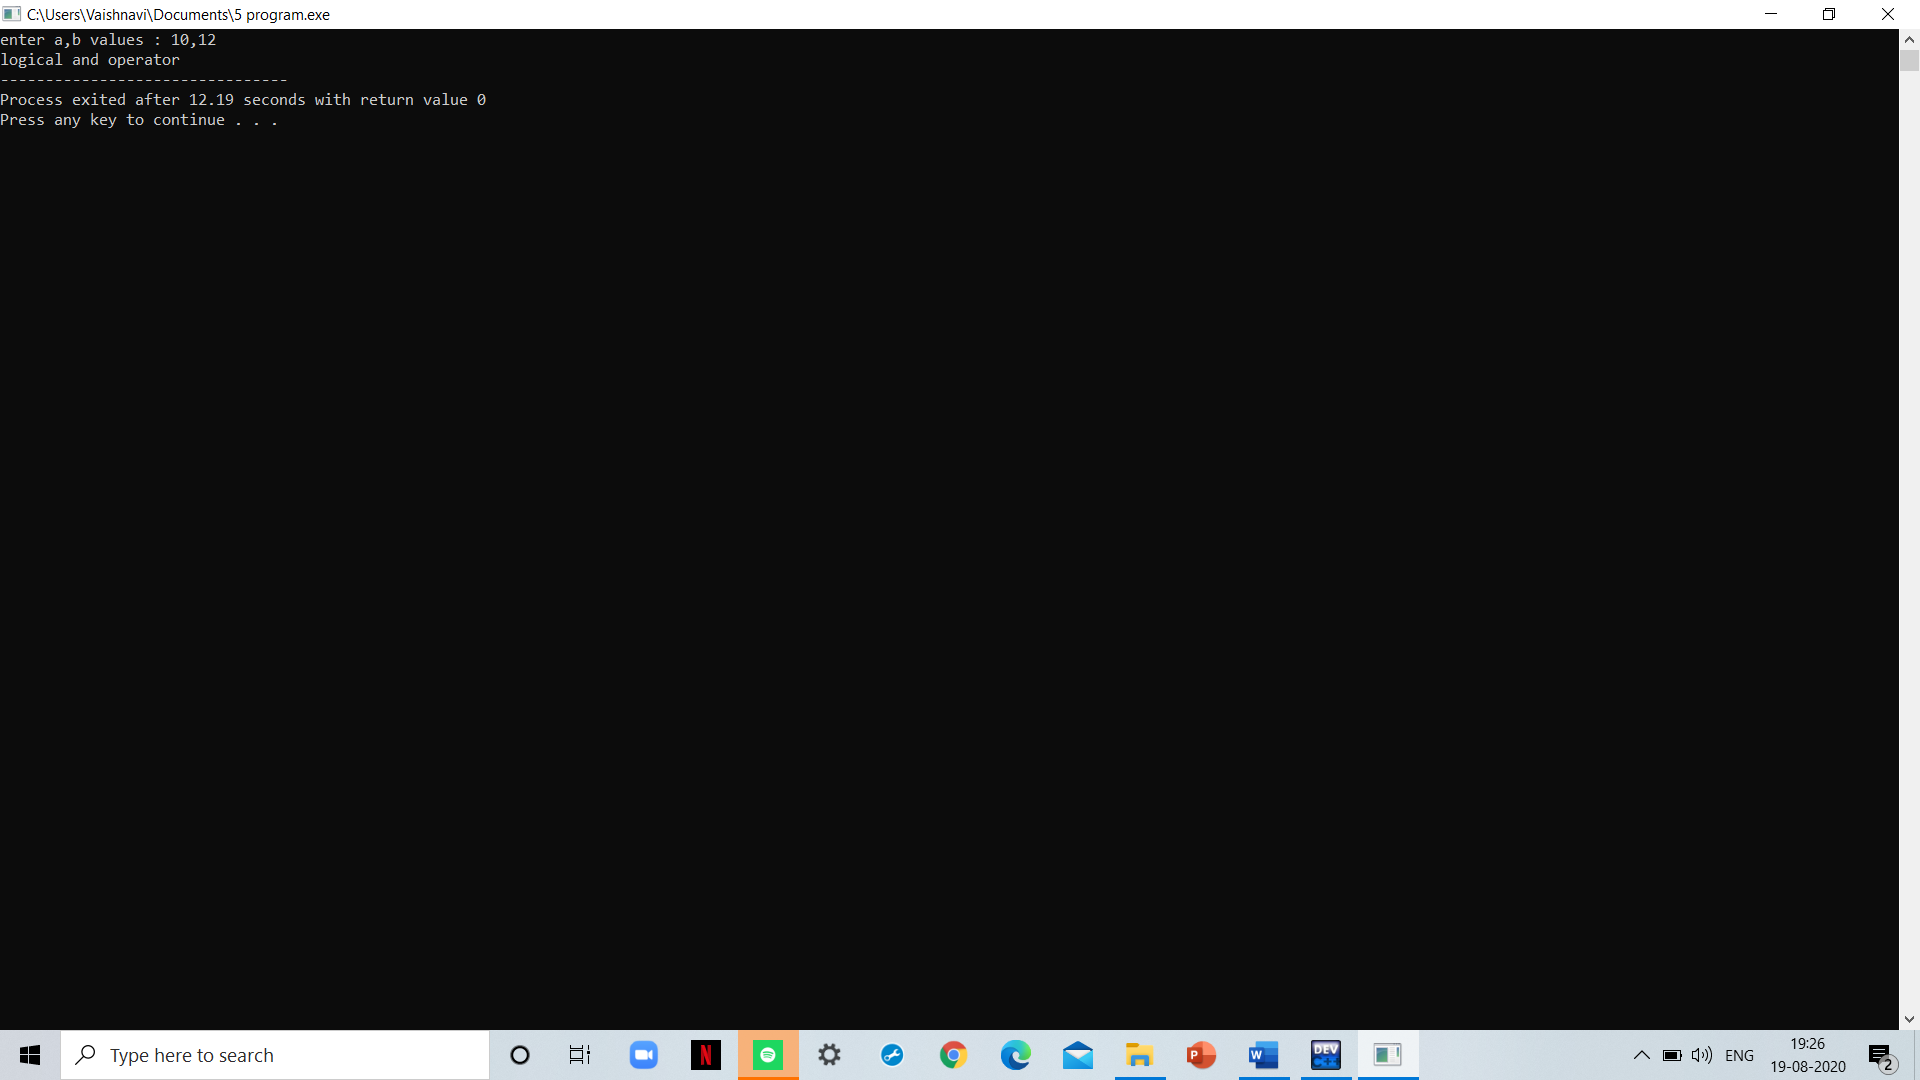 C:\Users\Vaishnavi\Documents\5 program.exe
enter a,b values : 10,12
logical and operator
--------------------------------
Process exited after 12.19 seconds with return value 0
Press any key to continue . . .
Type here to search
N
P
W
DEV
C++
ENG
19:26
19-08-2020
2